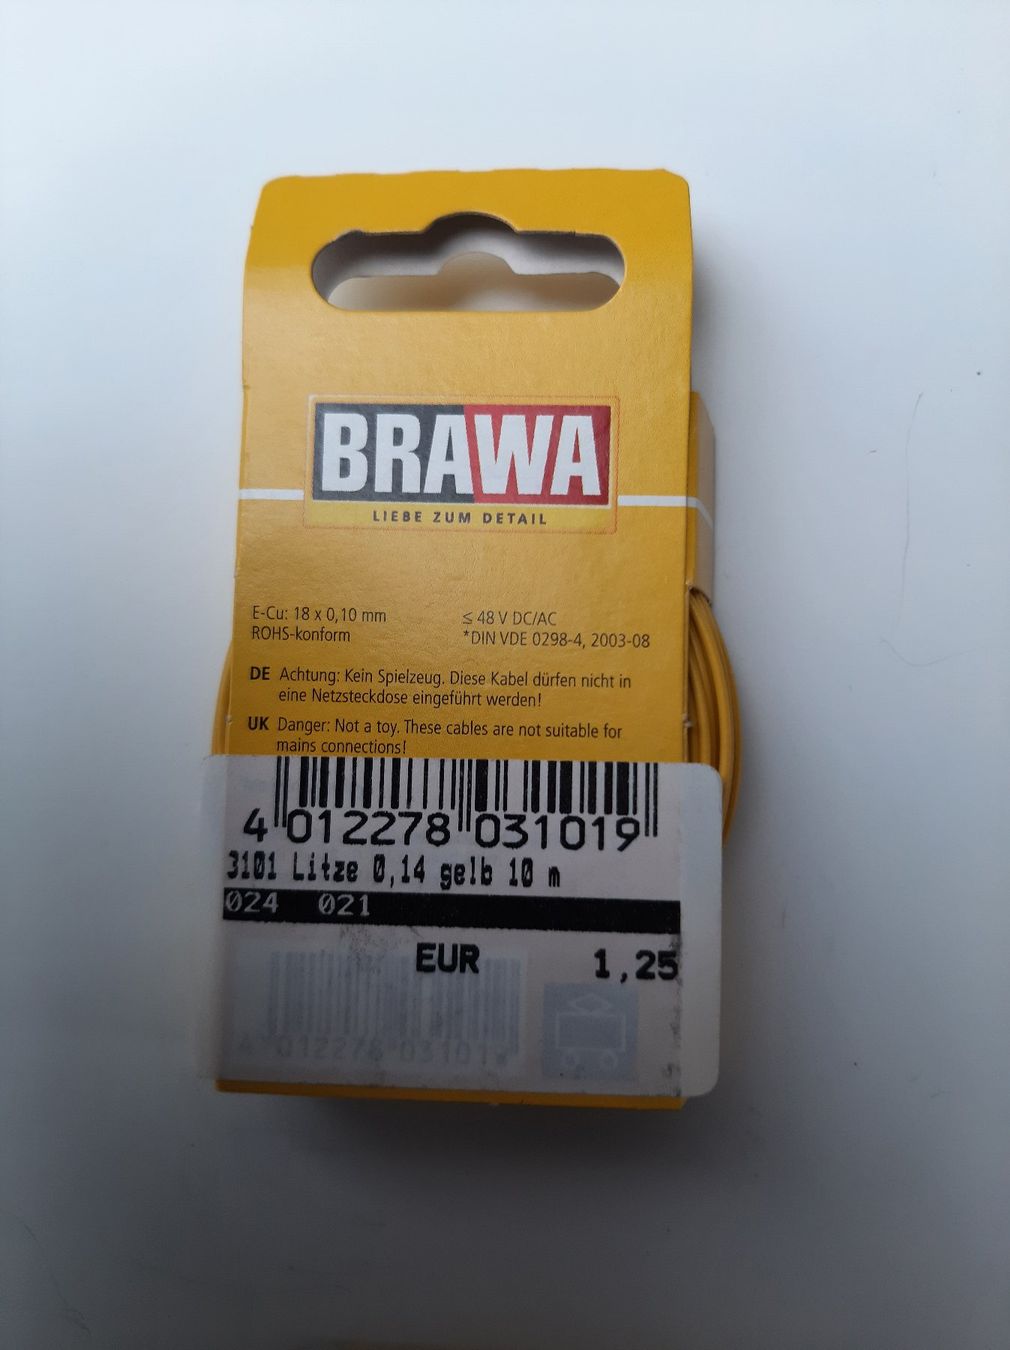 BRAWA
LIEBE ZUM DETAIL
E-Cu: 18 x 0,10 mm
ROHS-konform
≤ 48 V DC/AC
*DIN VDE 0298-4, 2003-08
DE Achtung: Kein Spielzeug. Diese Kabel dürfen nicht in
eine Netzsteckdose eingeführt werden!
UK Danger: Not a toy. These cables are not suitable for
mains connections!
4 012278 031019
3101 Litze 0,14 gelb 10 m
024 021
EUR 1,25
4 012278 031019